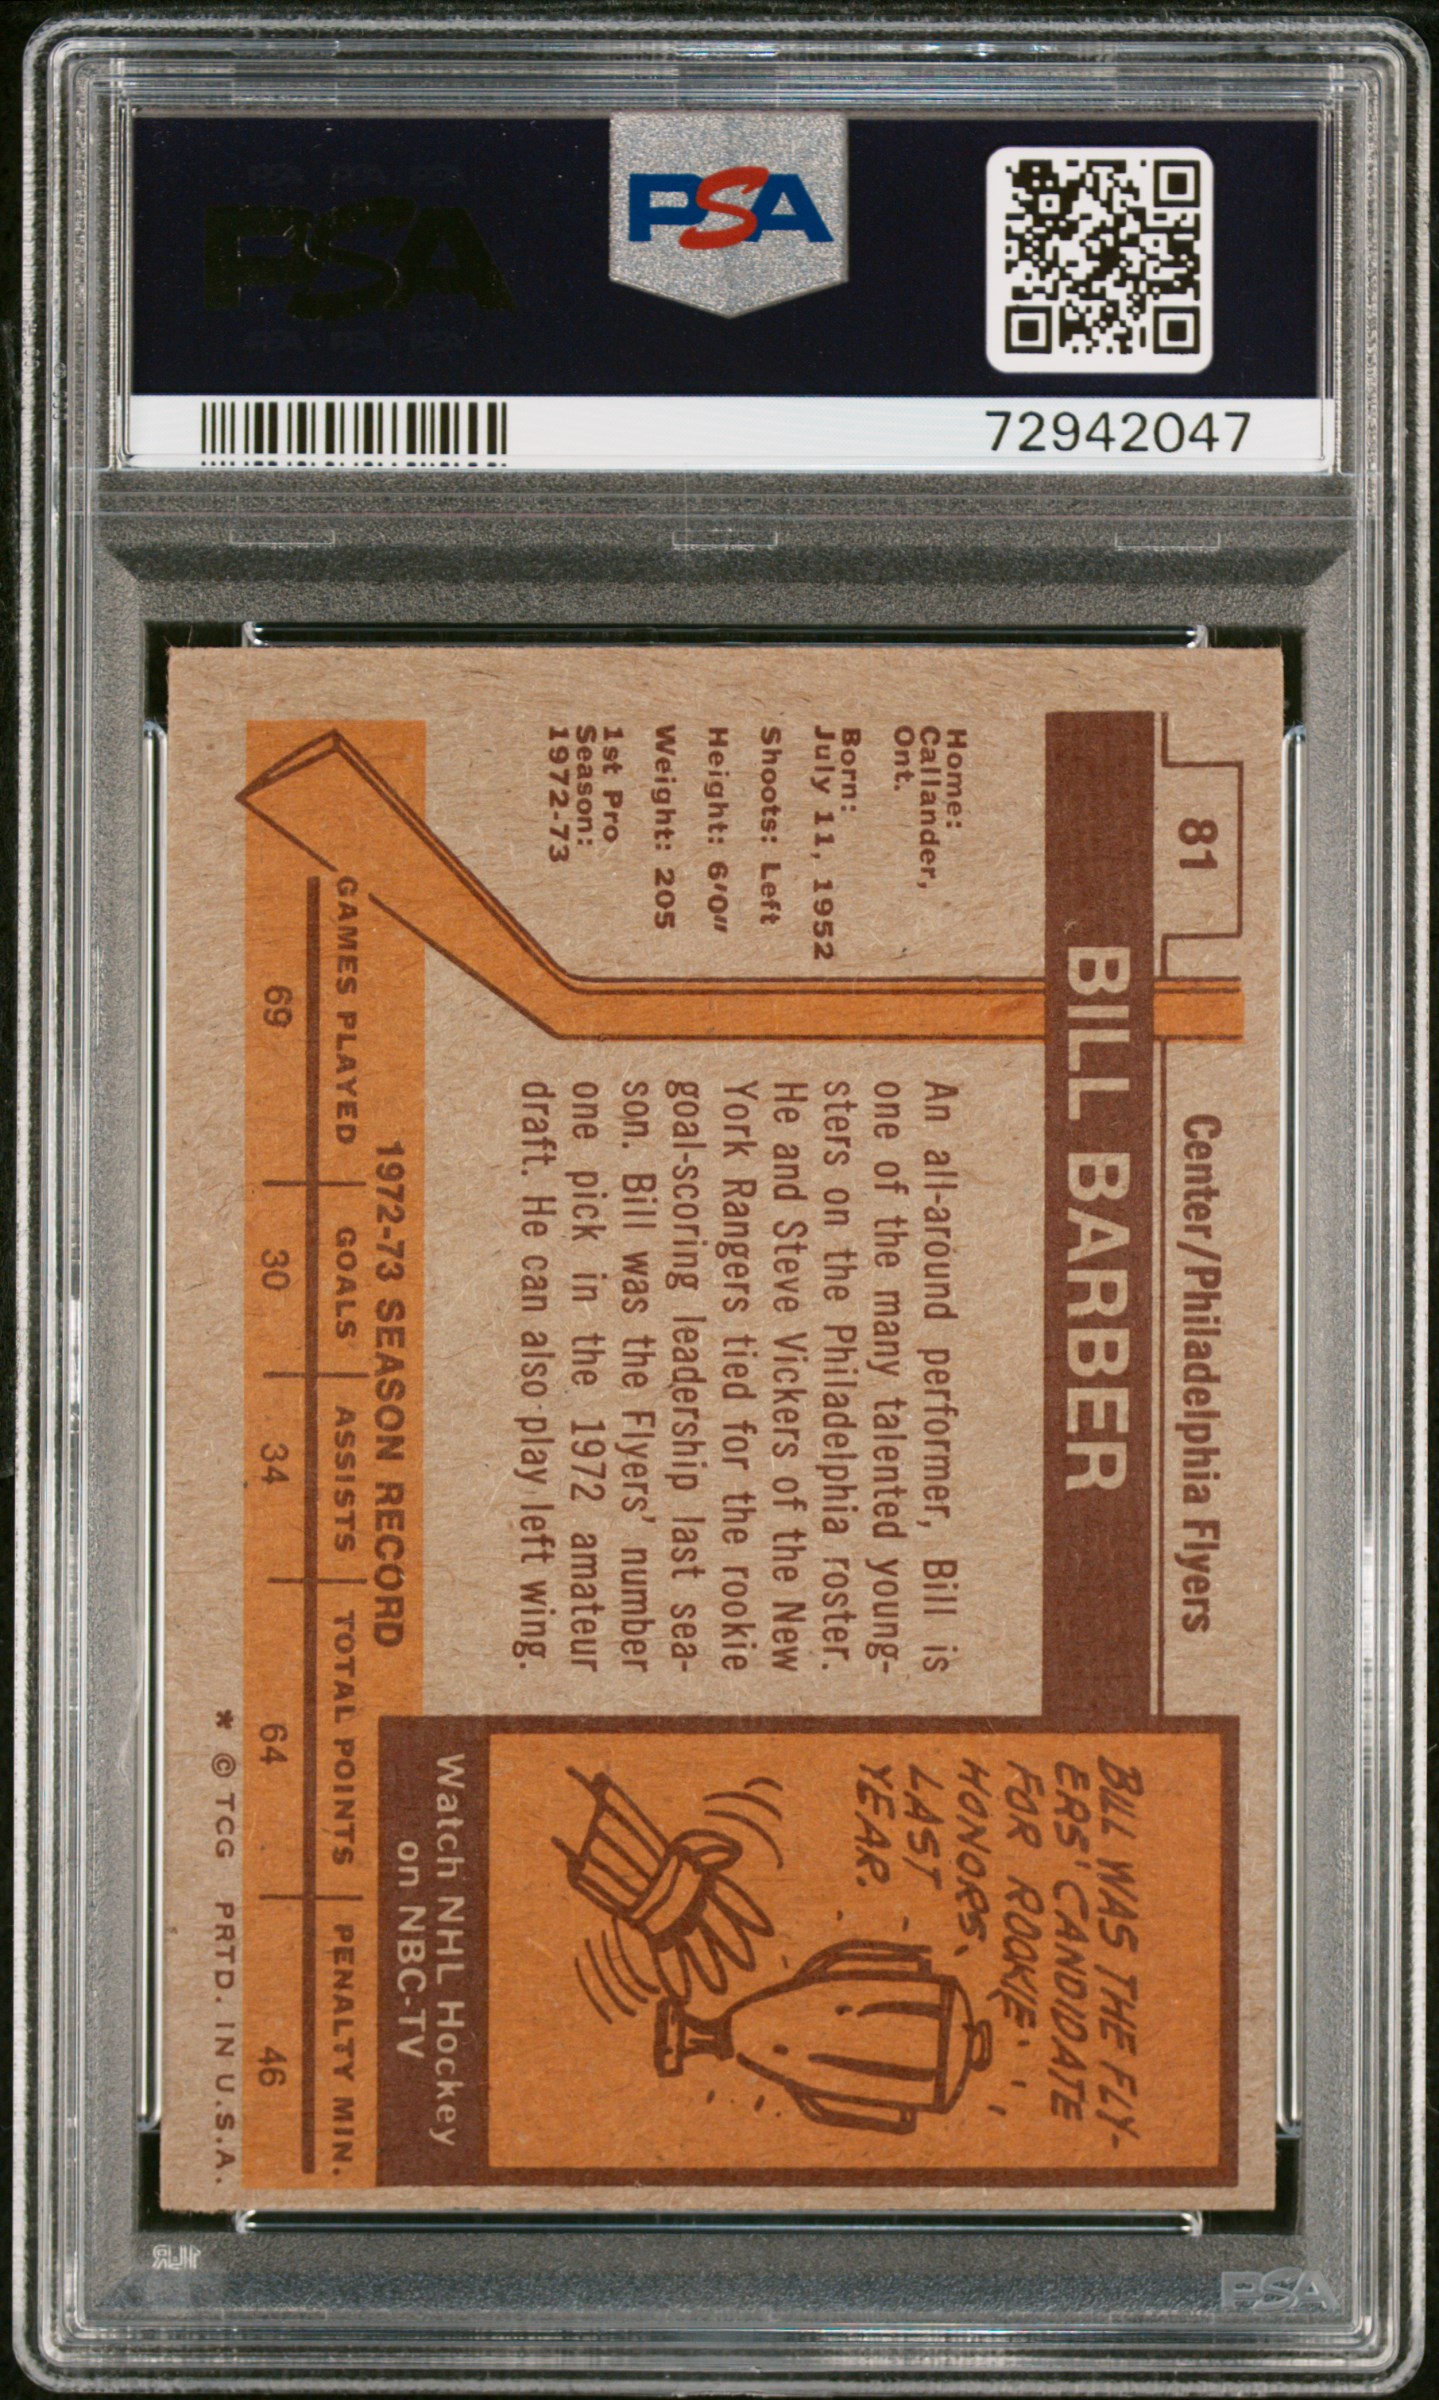 PSA
PSA
72942047
81
Center/Philadelphia Flyers
BILL BARBER
Home:
Callander,
Ont.
Born:
July 11, 1952
Shoots: Left
Height: 6'0"
Weight: 205
1st Pro
Season:
1972-73
An all-around performer, Bill is
one of the many talented young-
sters on the Philadelphia roster.
He and Steve Vickers of the New
York Rangers tied for the rookie
goal-scoring leadership last sea-
son. Bill was the Flyers' number
one pick in the 1972 amateur
draft. He can also play left wing.
BILL WAS THE FLY-
ERS' CANDIDATE
FOR ROOKIE
HONORS,
LAST
YEAR.
Watch NHL Hockey
on NBC-TV
1972-73 SEASON RECORD
GAMES PLAYED GOALS ASSISTS TOTAL POINTS PENALTY MIN.
69 30 34 64 46
* © TCG PRTD. IN U.S.A.
PSA